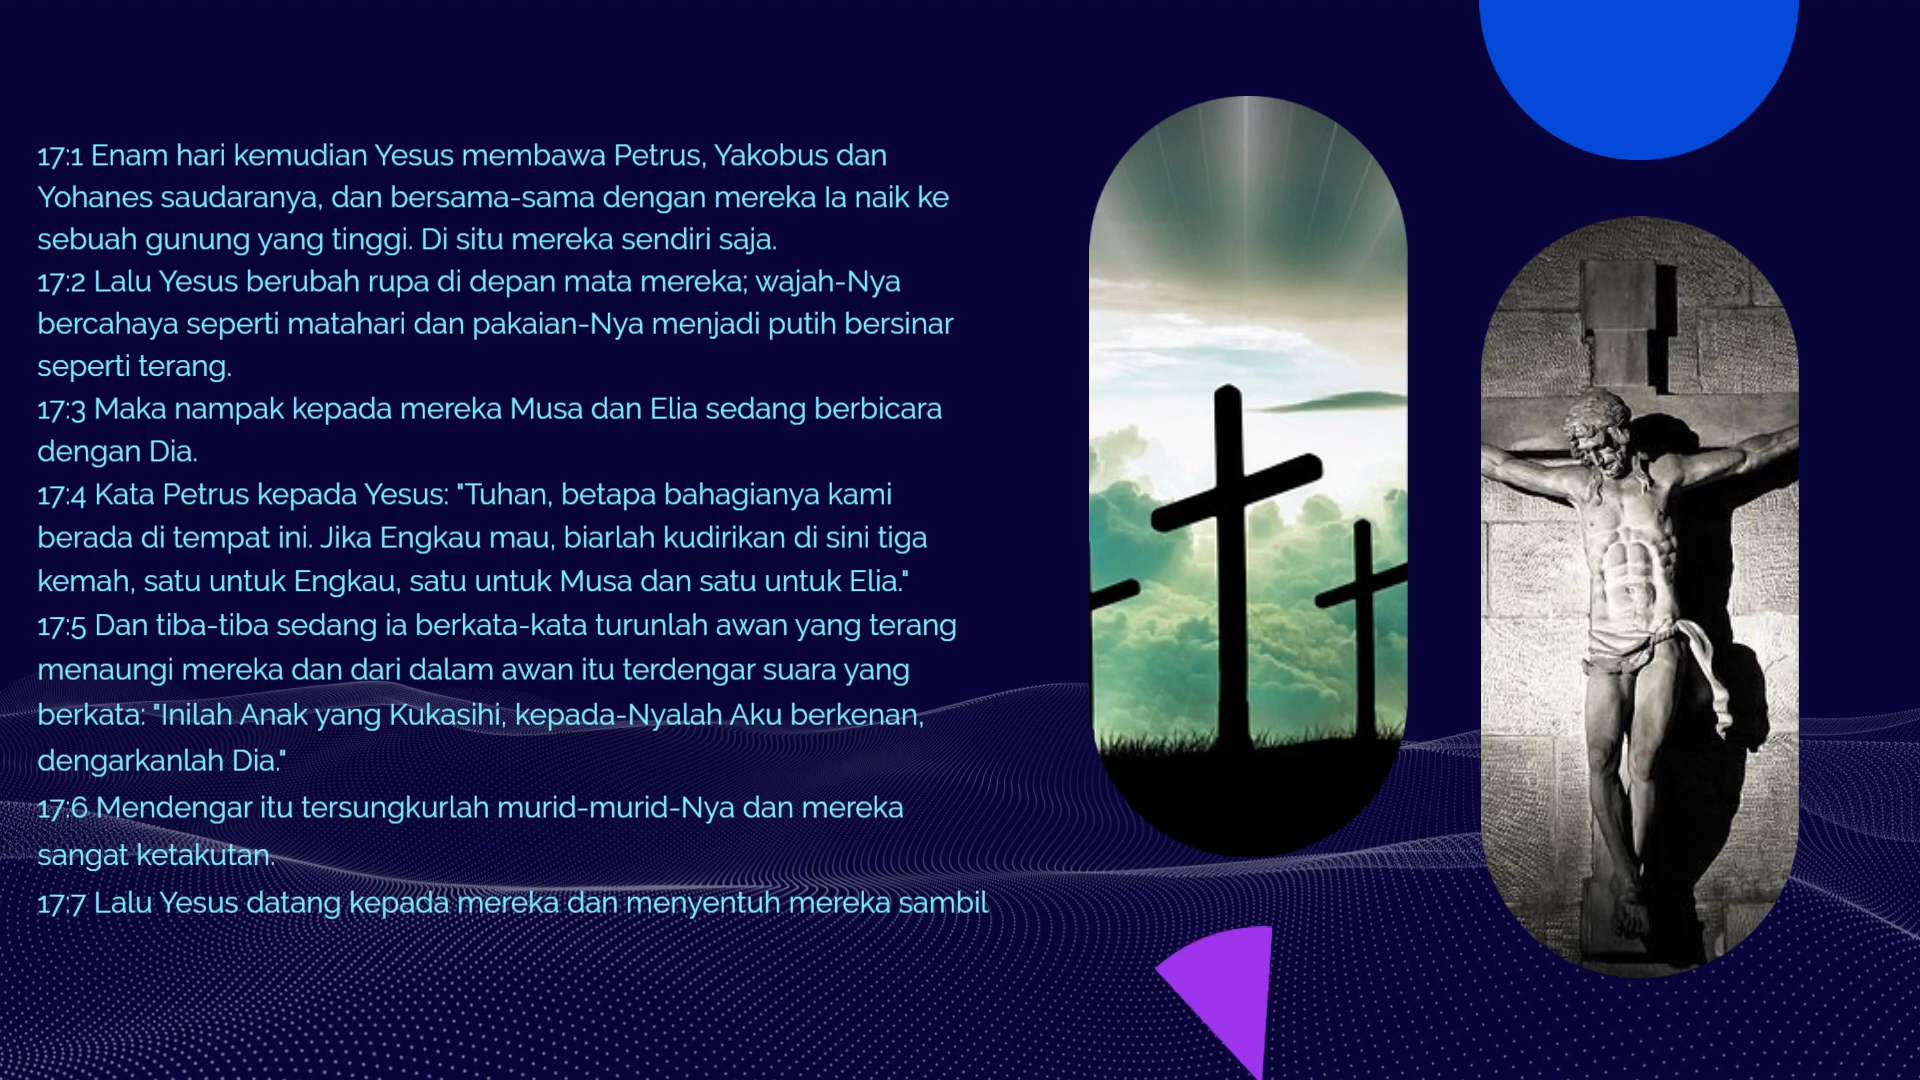 17:1 Enam hari kemudian Yesus membawa Petrus, Yakobus dan
Yohanes saudaranya, dan bersama-sama dengan mereka Ia naik ke
sebuah gunung yang tinggi. Di situ mereka sendiri saja.
17:2 Lalu Yesus berubah rupa di depan mata mereka; wajah-Nya
bercahaya seperti matahari dan pakaian-Nya menjadi putih bersinar
seperti terang.
17:3 Maka nampak kepada mereka Musa dan Elia sedang berbicara
dengan Dia.
17:4 Kata Petrus kepada Yesus: "Tuhan, betapa bahagianya kami
berada di tempat ini. Jika Engkau mau, biarlah kudirikan di sini tiga
kemah, satu untuk Engkau, satu untuk Musa dan satu untuk Elia."
17:5 Dan tiba-tiba sedang ia berkata-kata turunlah awan yang terang
menaungi mereka dan dari dalam awan itu terdengar suara yang
berkata: "Inilah Anak yang Kukasihi, kepada-Nyalah Aku berkenan,
dengarkanlah Dia."
17:6 Mendengar itu tersungkurlah murid-murid-Nya dan mereka
sangat ketakutan.
17:7 Lalu Yesus datang kepada mereka dan menyentuh mereka sambil